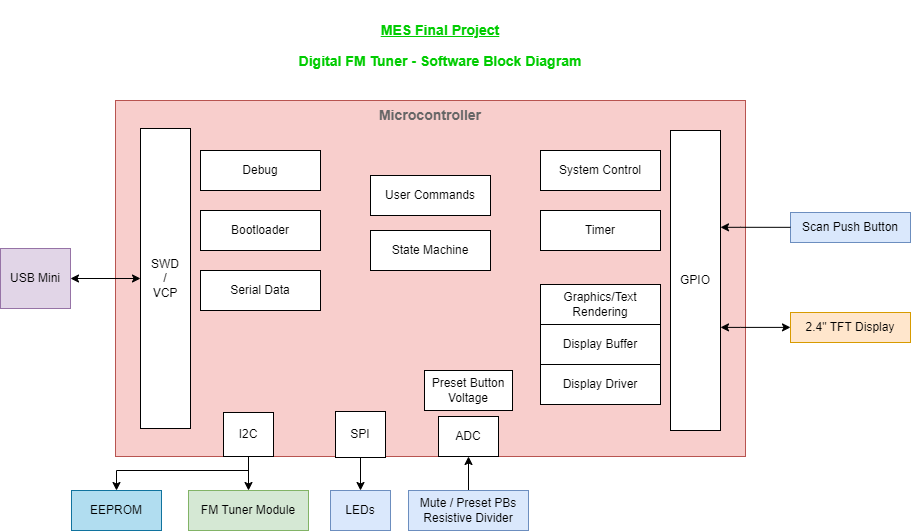 MES Final Project
Digital FM Tuner - Software Block Diagram
Microcontroller
Debug
System Control
User Commands
Bootloader
Timer
Scan Push Button
State Machine
USB Mini
SWD
/
VCP
GPIO
Serial Data
Graphics/Text
Rendering
2.4" TFT Display
Display Buffer
Preset Button
Voltage
Display Driver
I2C
SPI
ADC
EEPROM
FM Tuner Module
LEDs
Mute / Preset PBs
Resistive Divider